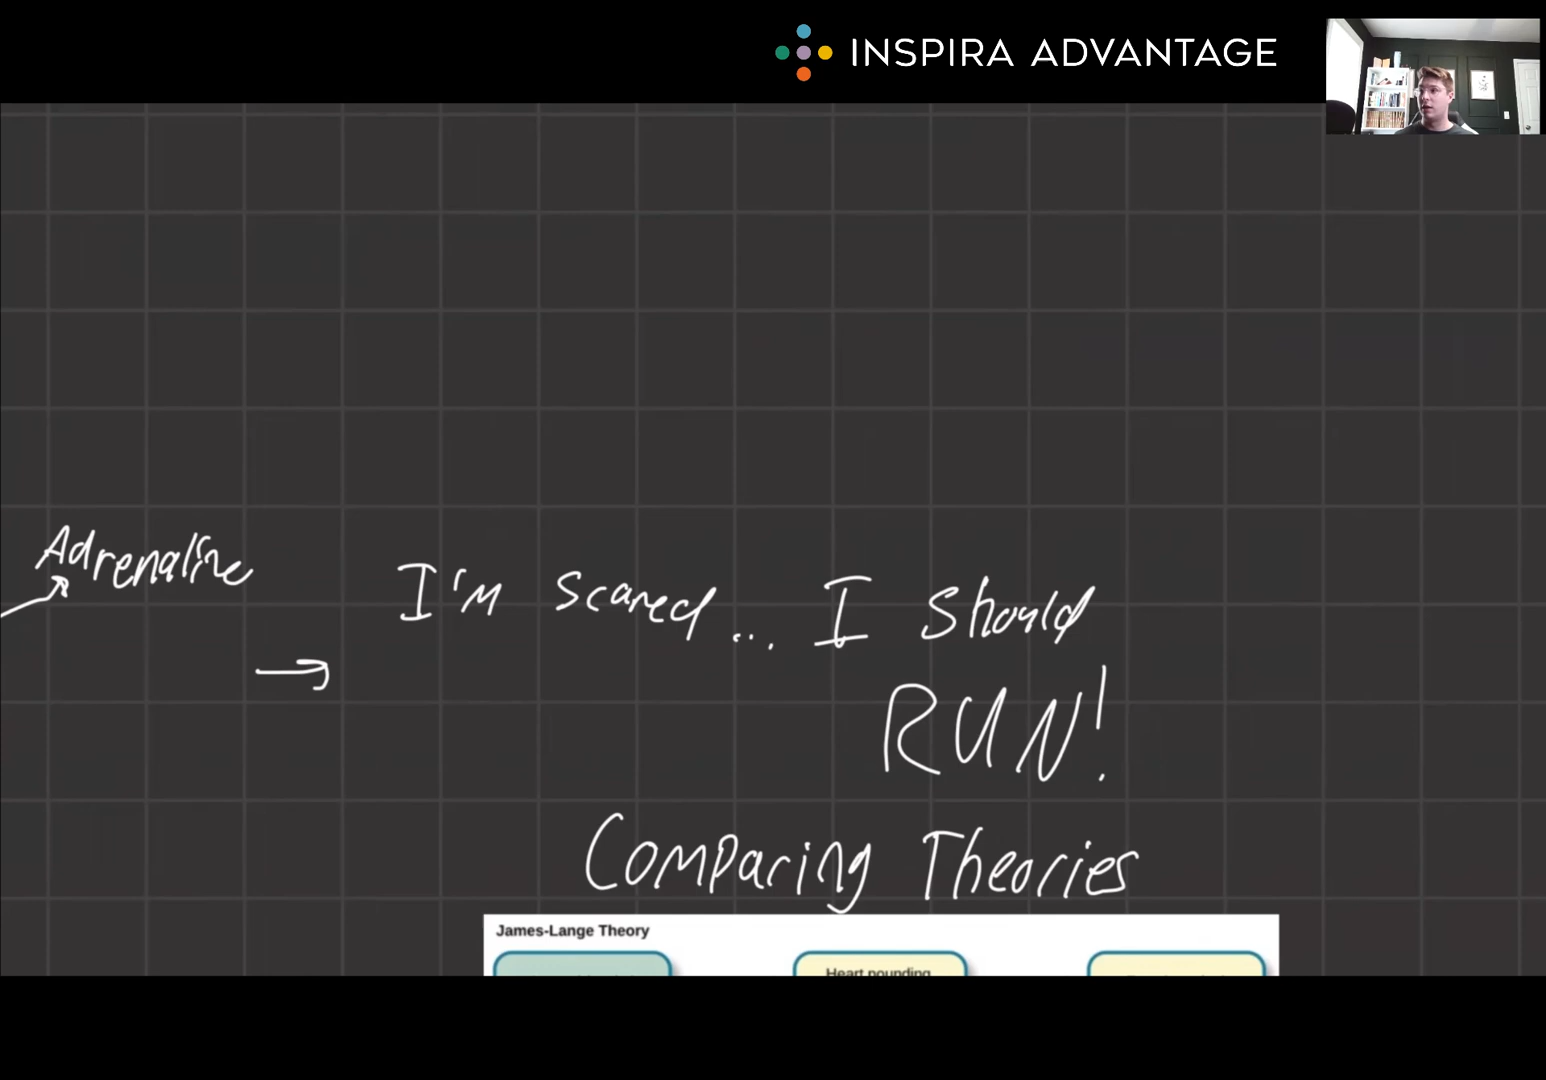 INSPIRA ADVANTAGE
Adrenaline
I'm scared... I should
RUN!
Comparing Theories
James-Lange Theory
Heart pounding